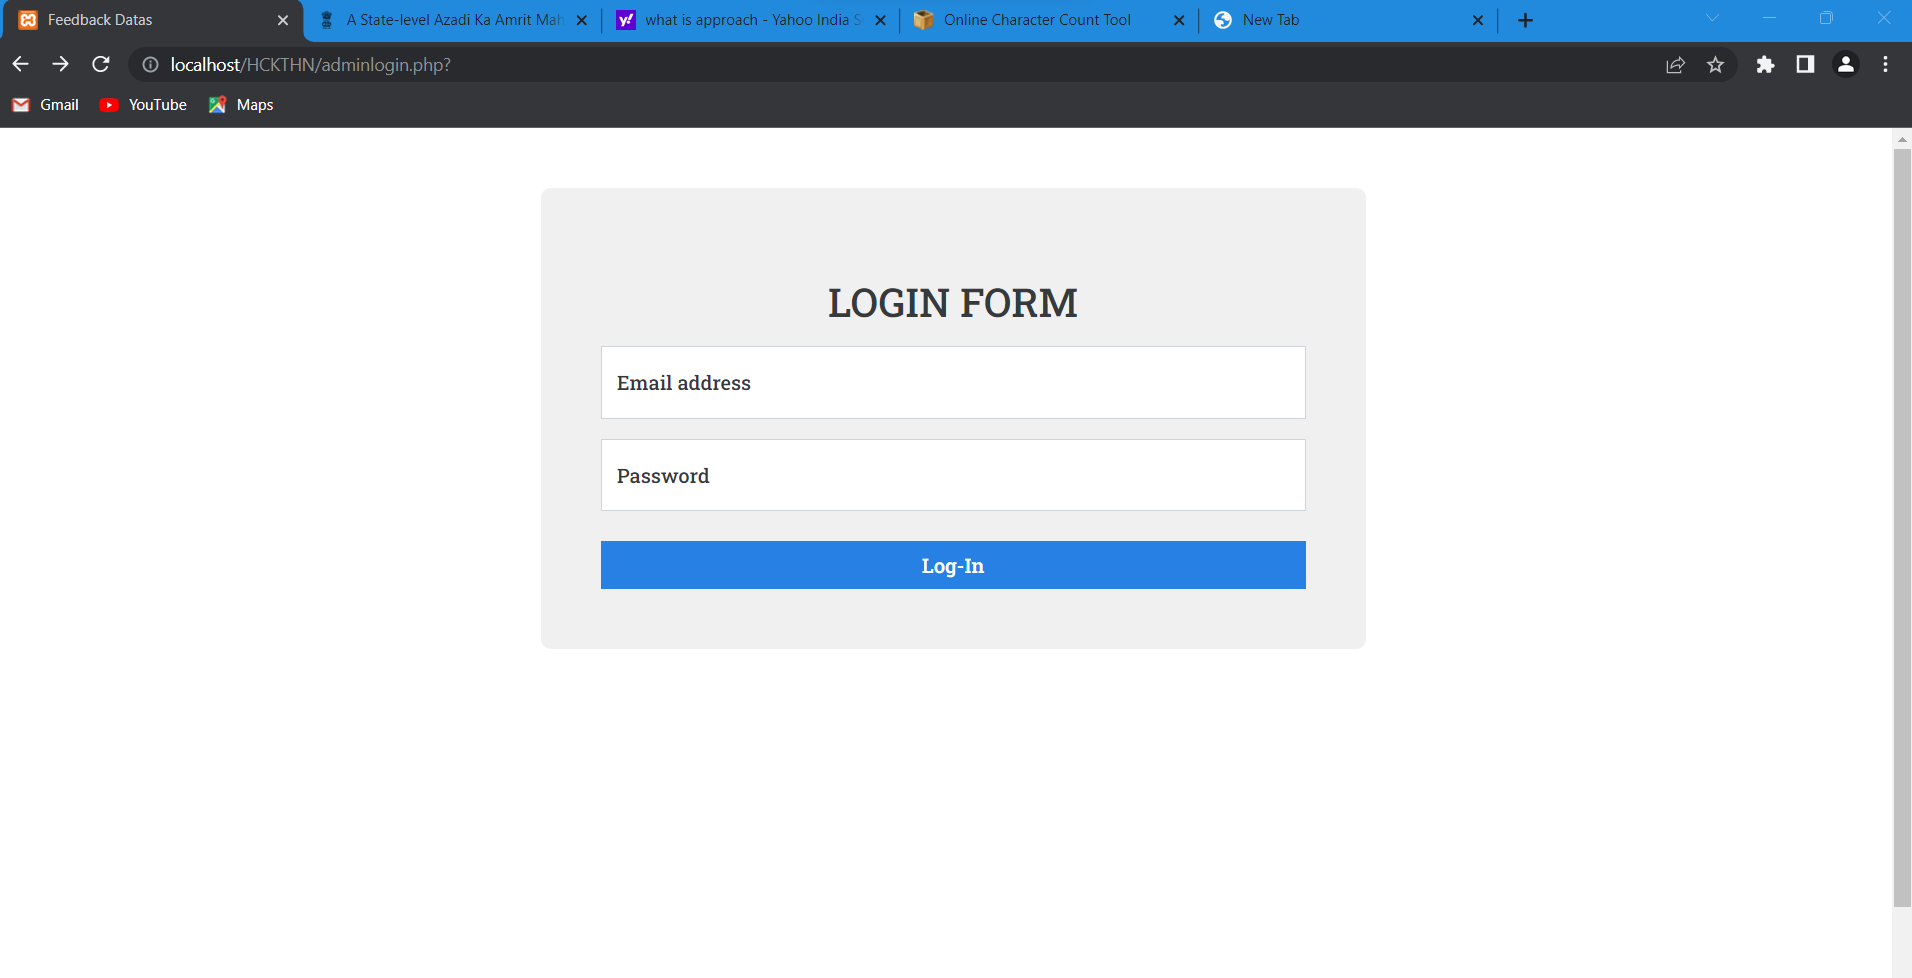 Feedback Datas
A State-level Azadi Ka Amrit Mah
what is approach - Yahoo India S
Online Character Count Tool
New Tab
localhost/HCKTHN/adminlogin.php?
Gmail
YouTube
Maps
LOGIN FORM
Email address
Password
Log-In